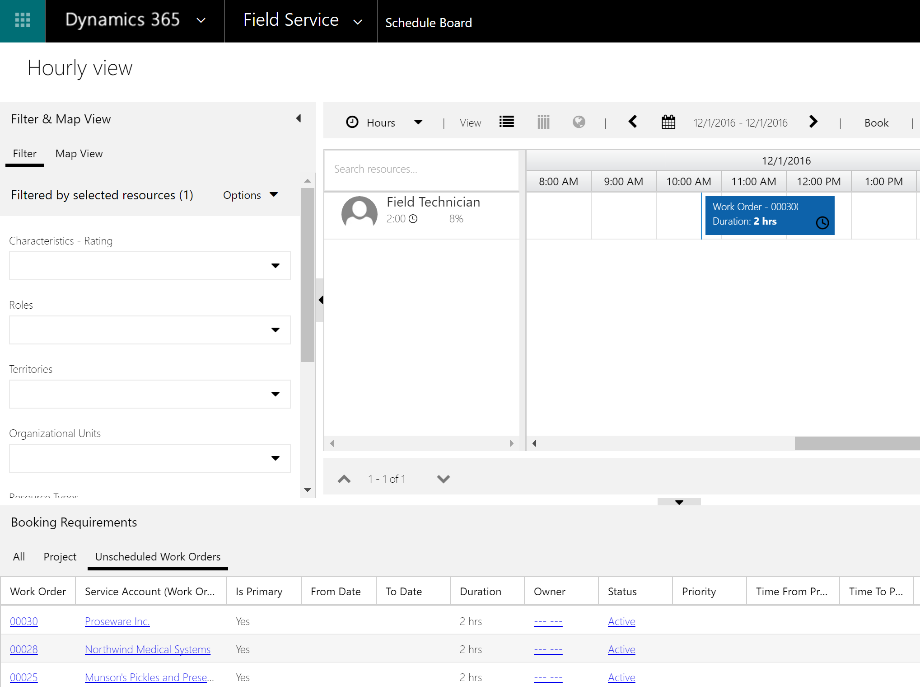 Dynamics 365 Field Service Schedule Board
Hourly view
Filter & Map View
Filter Map View
Filtered by selected resources (1) Options
Characteristics - Rating
Roles
Territories
Organizational Units
Resource Types
Hours View 12/1/2016 - 12/1/2016 Book
Search resources...
12/1/2016
8:00 AM 9:00 AM 10:00 AM 11:00 AM 12:00 PM 1:00 PM
Field Technician
2:00 8%
Work Order - 00030
Duration: 2 hrs
1 - 1 of 1
Booking Requirements
All Project Unscheduled Work Orders
Work Order Service Account (Work Or... Is Primary From Date To Date Duration Owner Status Priority Time From Pr... Time To P...
00030 Proseware Inc. Yes 2 hrs --- --- Active
00028 Northwind Medical Systems Yes 2 hrs --- --- Active
00025 Munson's Pickles and Prese... Yes 2 hrs --- --- Active